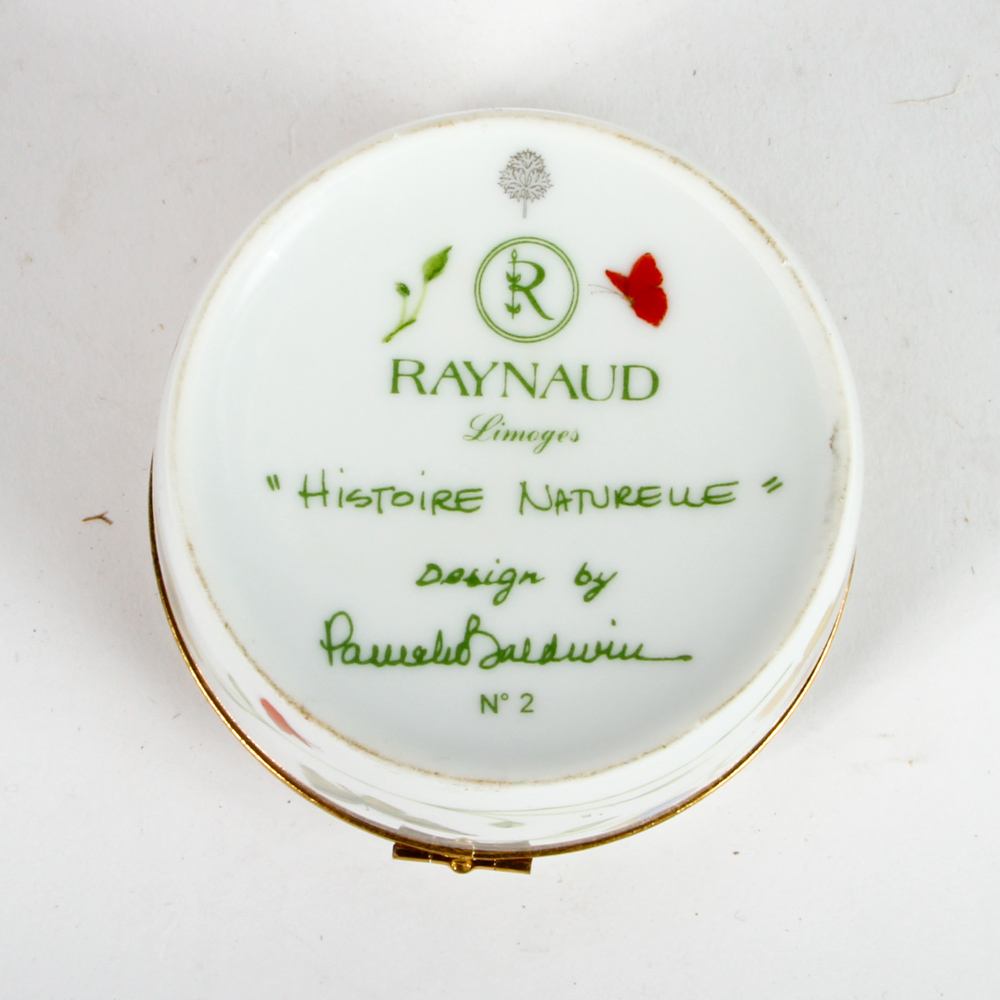 R
RAYNAUD
Limoges
"HISTOIRE NATURELLE"
Design by
Pamela Baldwin
N° 2